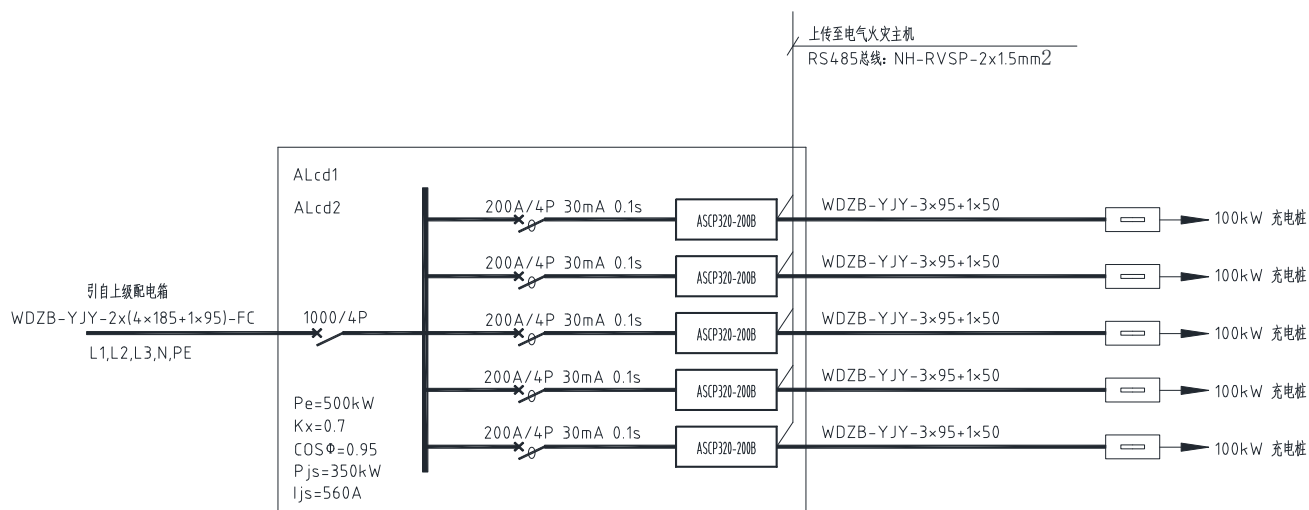 上传至电气火灾主机
RS485总线: NH-RVSP-2x1.5mm2
ALcd1
ALcd2
200A/4P 30mA 0.1s
ASCP320-200B
WDZB-YJY-3×95+1×50
100kW 充电桩
200A/4P 30mA 0.1s
ASCP320-200B
WDZB-YJY-3×95+1×50
100kW 充电桩
引自上级配电箱
WDZB-YJY-2x(4×185+1×95)-FC
L1,L2,L3,N,PE
1000/4P
200A/4P 30mA 0.1s
ASCP320-200B
WDZB-YJY-3×95+1×50
100kW 充电桩
200A/4P 30mA 0.1s
ASCP320-200B
WDZB-YJY-3×95+1×50
100kW 充电桩
200A/4P 30mA 0.1s
ASCP320-200B
WDZB-YJY-3×95+1×50
100kW 充电桩
Pe=500kW
Kx=0.7
COSΦ=0.95
Pjs=350kW
Ijs=560A